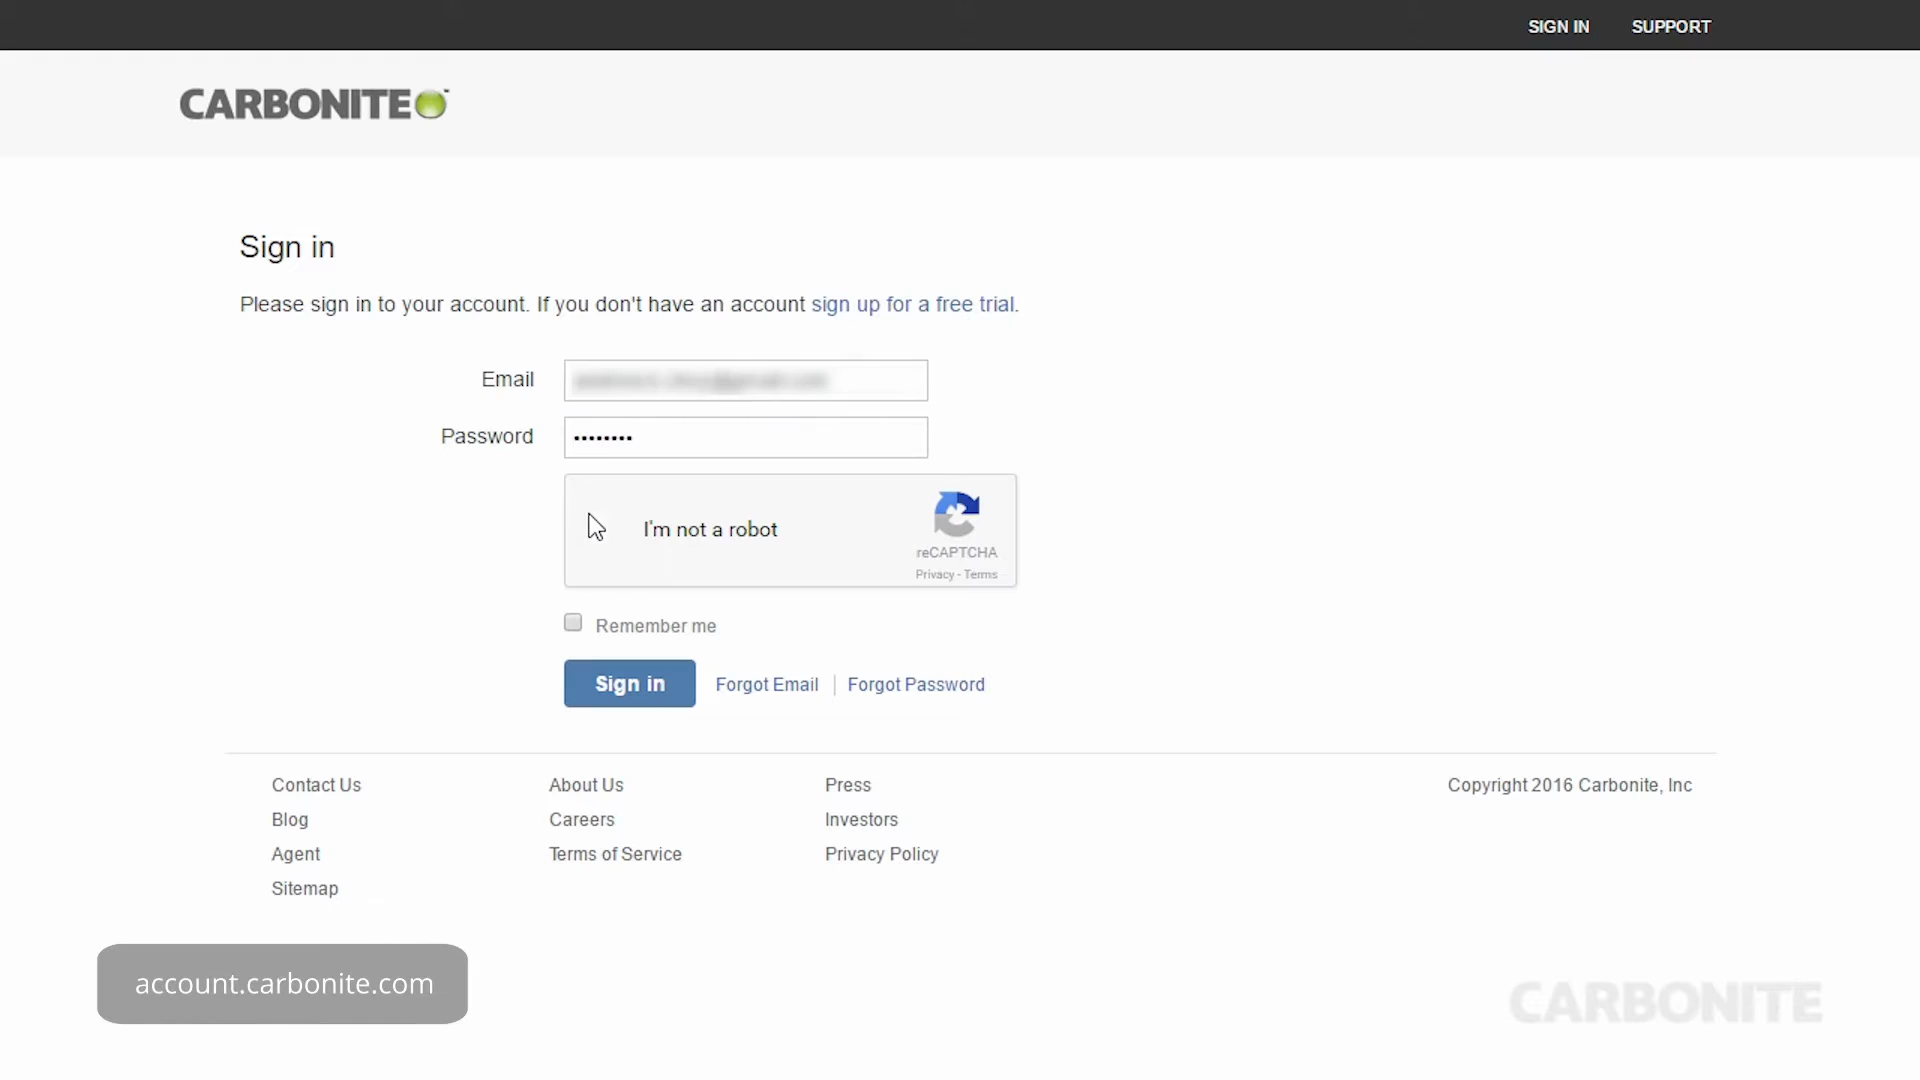 SIGN IN SUPPORT
CARBONITE
Sign in
Please sign in to your account. If you don't have an account sign up for a free trial.
Email
Password ••••••••
I'm not a robot
reCAPTCHA
Privacy - Terms
Remember me
Sign in Forgot Email | Forgot Password
Contact Us About Us Press Copyright 2016 Carbonite, Inc
Blog Careers Investors
Agent Terms of Service Privacy Policy
Sitemap
account.carbonite.com
CARBONITE